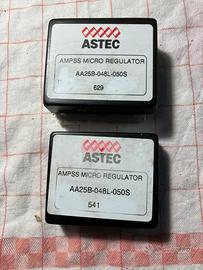 ASTEC
AMPSS MICRO REGULATOR
AA25B-048L-050S
629
ASTEC
AMPSS MICRO REGULATOR
AA25B-048L-050S
541